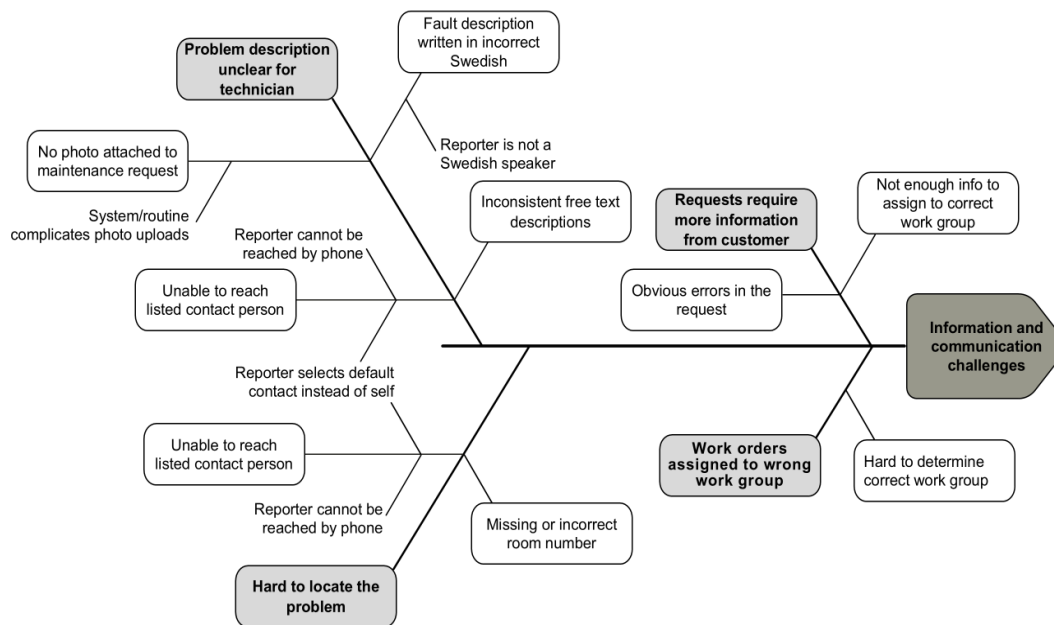 Fault description
written in incorrect
Swedish
Problem description
unclear for
technician
No photo attached to
maintenance request
Reporter is not a
Swedish speaker
System/routine
complicates photo uploads
Inconsistent free text
descriptions
Reporter cannot be
reached by phone
Unable to reach
listed contact person
Requests require
more information
from customer
Not enough info to
assign to correct
work group
Obvious errors in the
request
Information and
communication
challenges
Reporter selects default
contact instead of self
Unable to reach
listed contact person
Reporter cannot be
reached by phone
Missing or incorrect
room number
Hard to locate the
problem
Work orders
assigned to wrong
work group
Hard to determine
correct work group